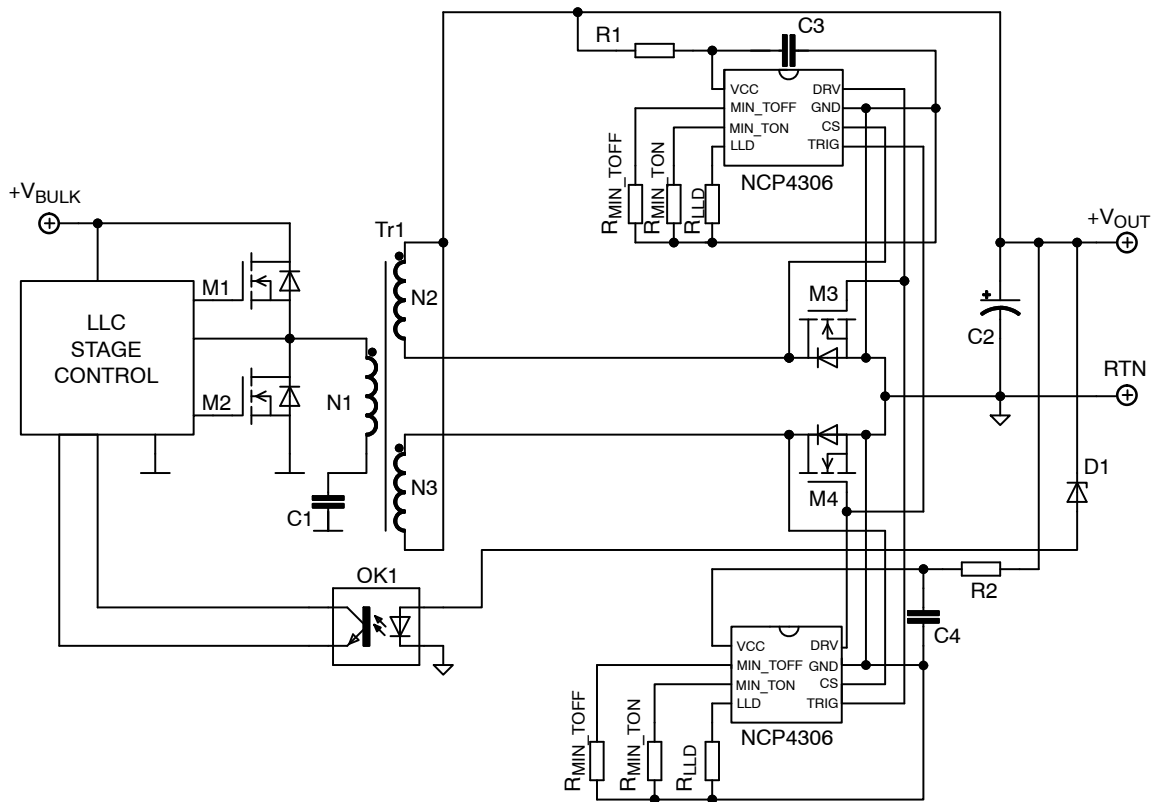 R1
C3
VCC
DRV
MIN_TOFF
GND
MIN_TON
CS
LLD
TRIG
NCP4306
RMIN_TOFF
RMIN_TON
RLLD
+VBULK
Tr1
+VOUT
M1
N2
M3
LLC
STAGE
CONTROL
+
C2
RTN
M2
N1
D1
N3
M4
C1
OK1
R2
C4
VCC
DRV
MIN_TOFF
GND
MIN_TON
CS
LLD
TRIG
NCP4306
RMIN_TOFF
RMIN_TON
RLLD